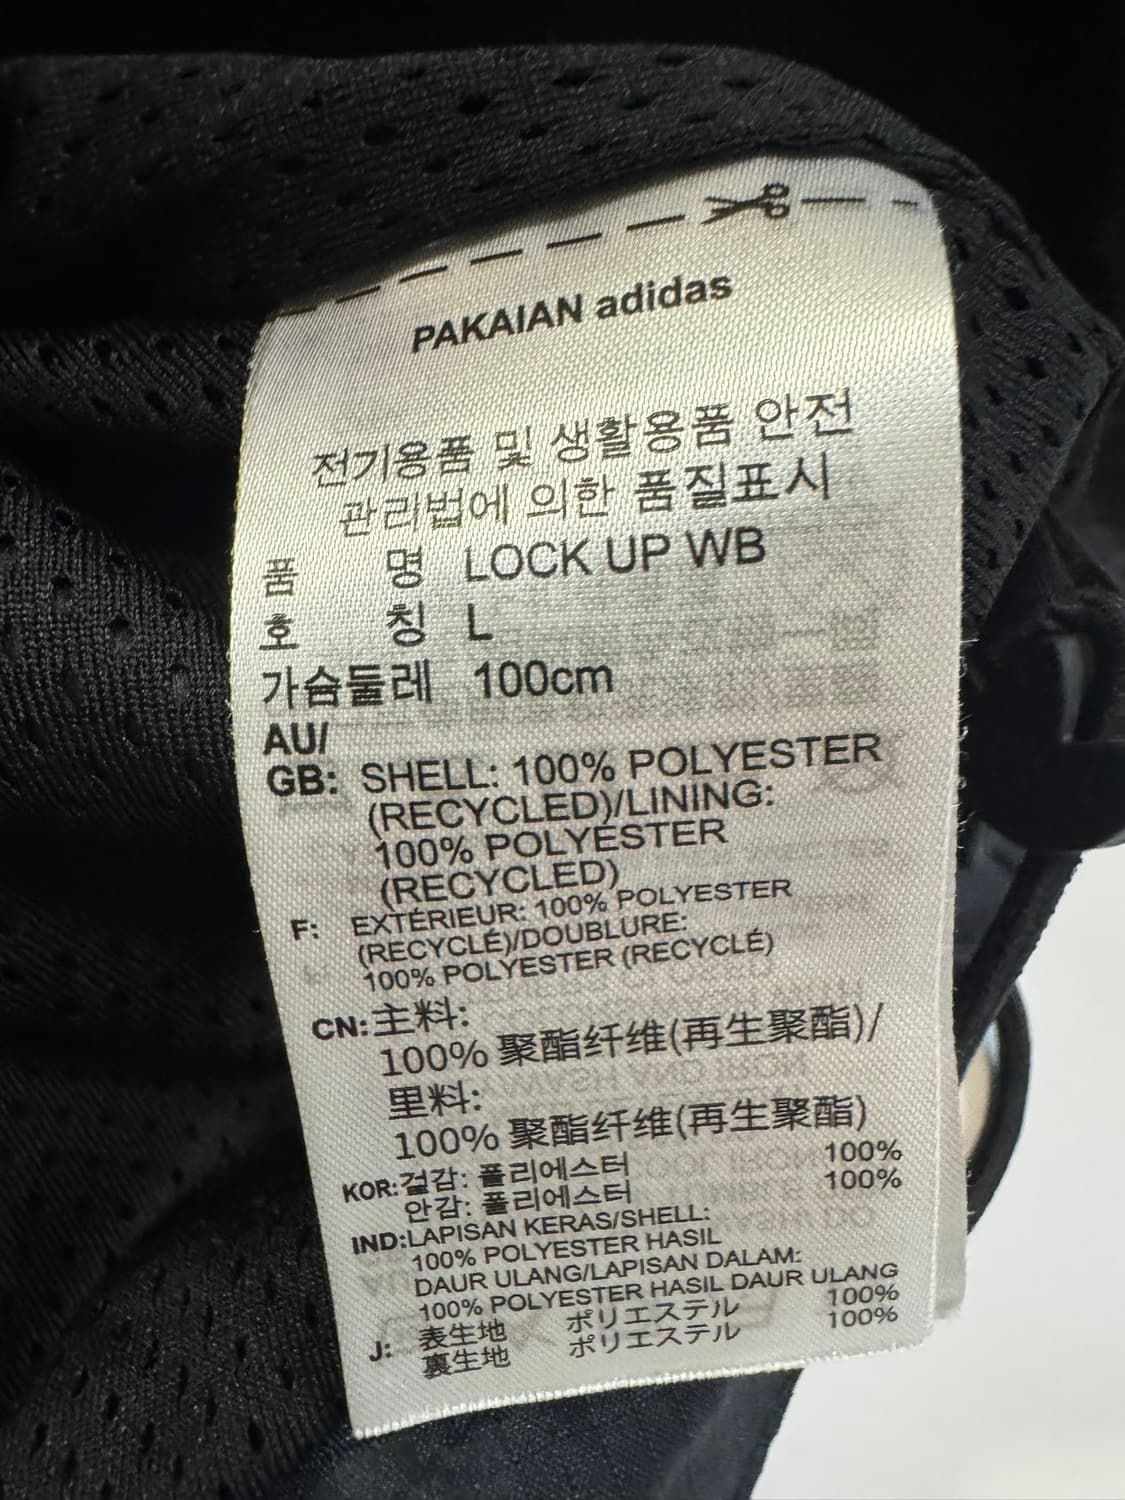 PAKAIAN adidas
전기용품 및 생활용품 안전
관리법에 의한 품질표시
품 명 LOCK UP WB
호 칭 L
가슴둘레 100cm
AU/
GB: SHELL: 100% POLYESTER
(RECYCLED)/LINING:
100% POLYESTER
(RECYCLED)
F: EXTÉRIEUR: 100% POLYESTER
(RECYCLÉ)/DOUBLURE:
100% POLYESTER (RECYCLÉ)
CN: 主料:
100% 聚酯纤维(再生聚酯)/
里料:
100% 聚酯纤维(再生聚酯)
KOR: 겉감: 폴리에스터 100%
안감: 폴리에스터 100%
IND: LAPISAN KERAS/SHELL:
100% POLYESTER HASIL
DAUR ULANG/LAPISAN DALAM:
100% POLYESTER HASIL DAUR ULANG
J: 表生地 ポリエステル 100%
裏生地 ポリエステル 100%